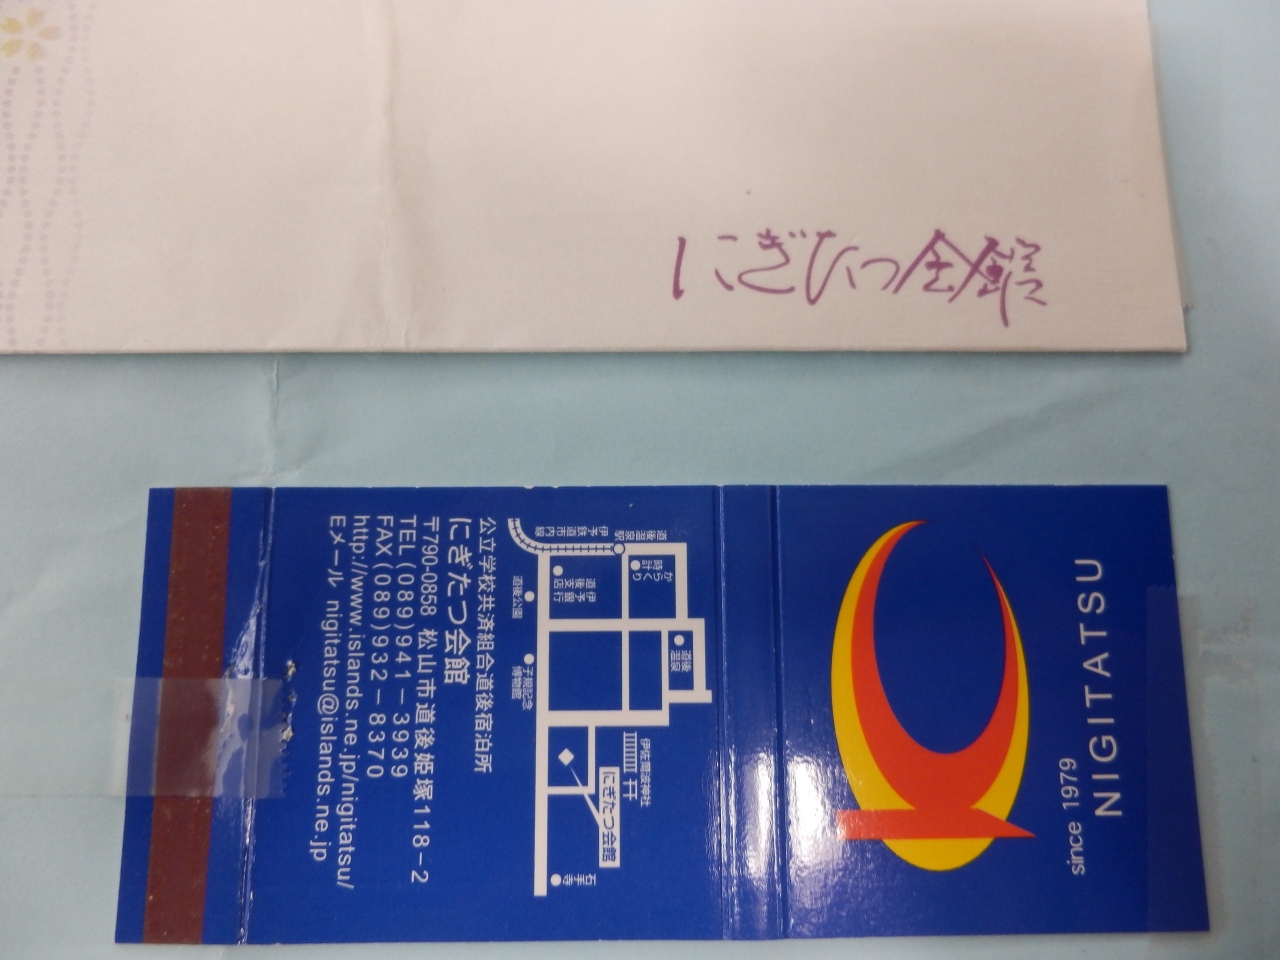 にぎたつ会館
公立学校共済組合道後宿泊所
にぎたつ会館
〒790-0858 松山市道後姫塚118-2
TEL(089)941-3939
FAX(089)932-8370
http://www.islands.ne.jp/nigitatsu/
Eメール nigitatsu@islands.ne.jp
伊予鉄道市内線
道後温泉駅
からくり時計
伊予銀行道後支店
道後公園
道後温泉
子規記念博物館
伊佐爾波神社
にぎたつ会館
石手寺
NIGITATSU
since 1979